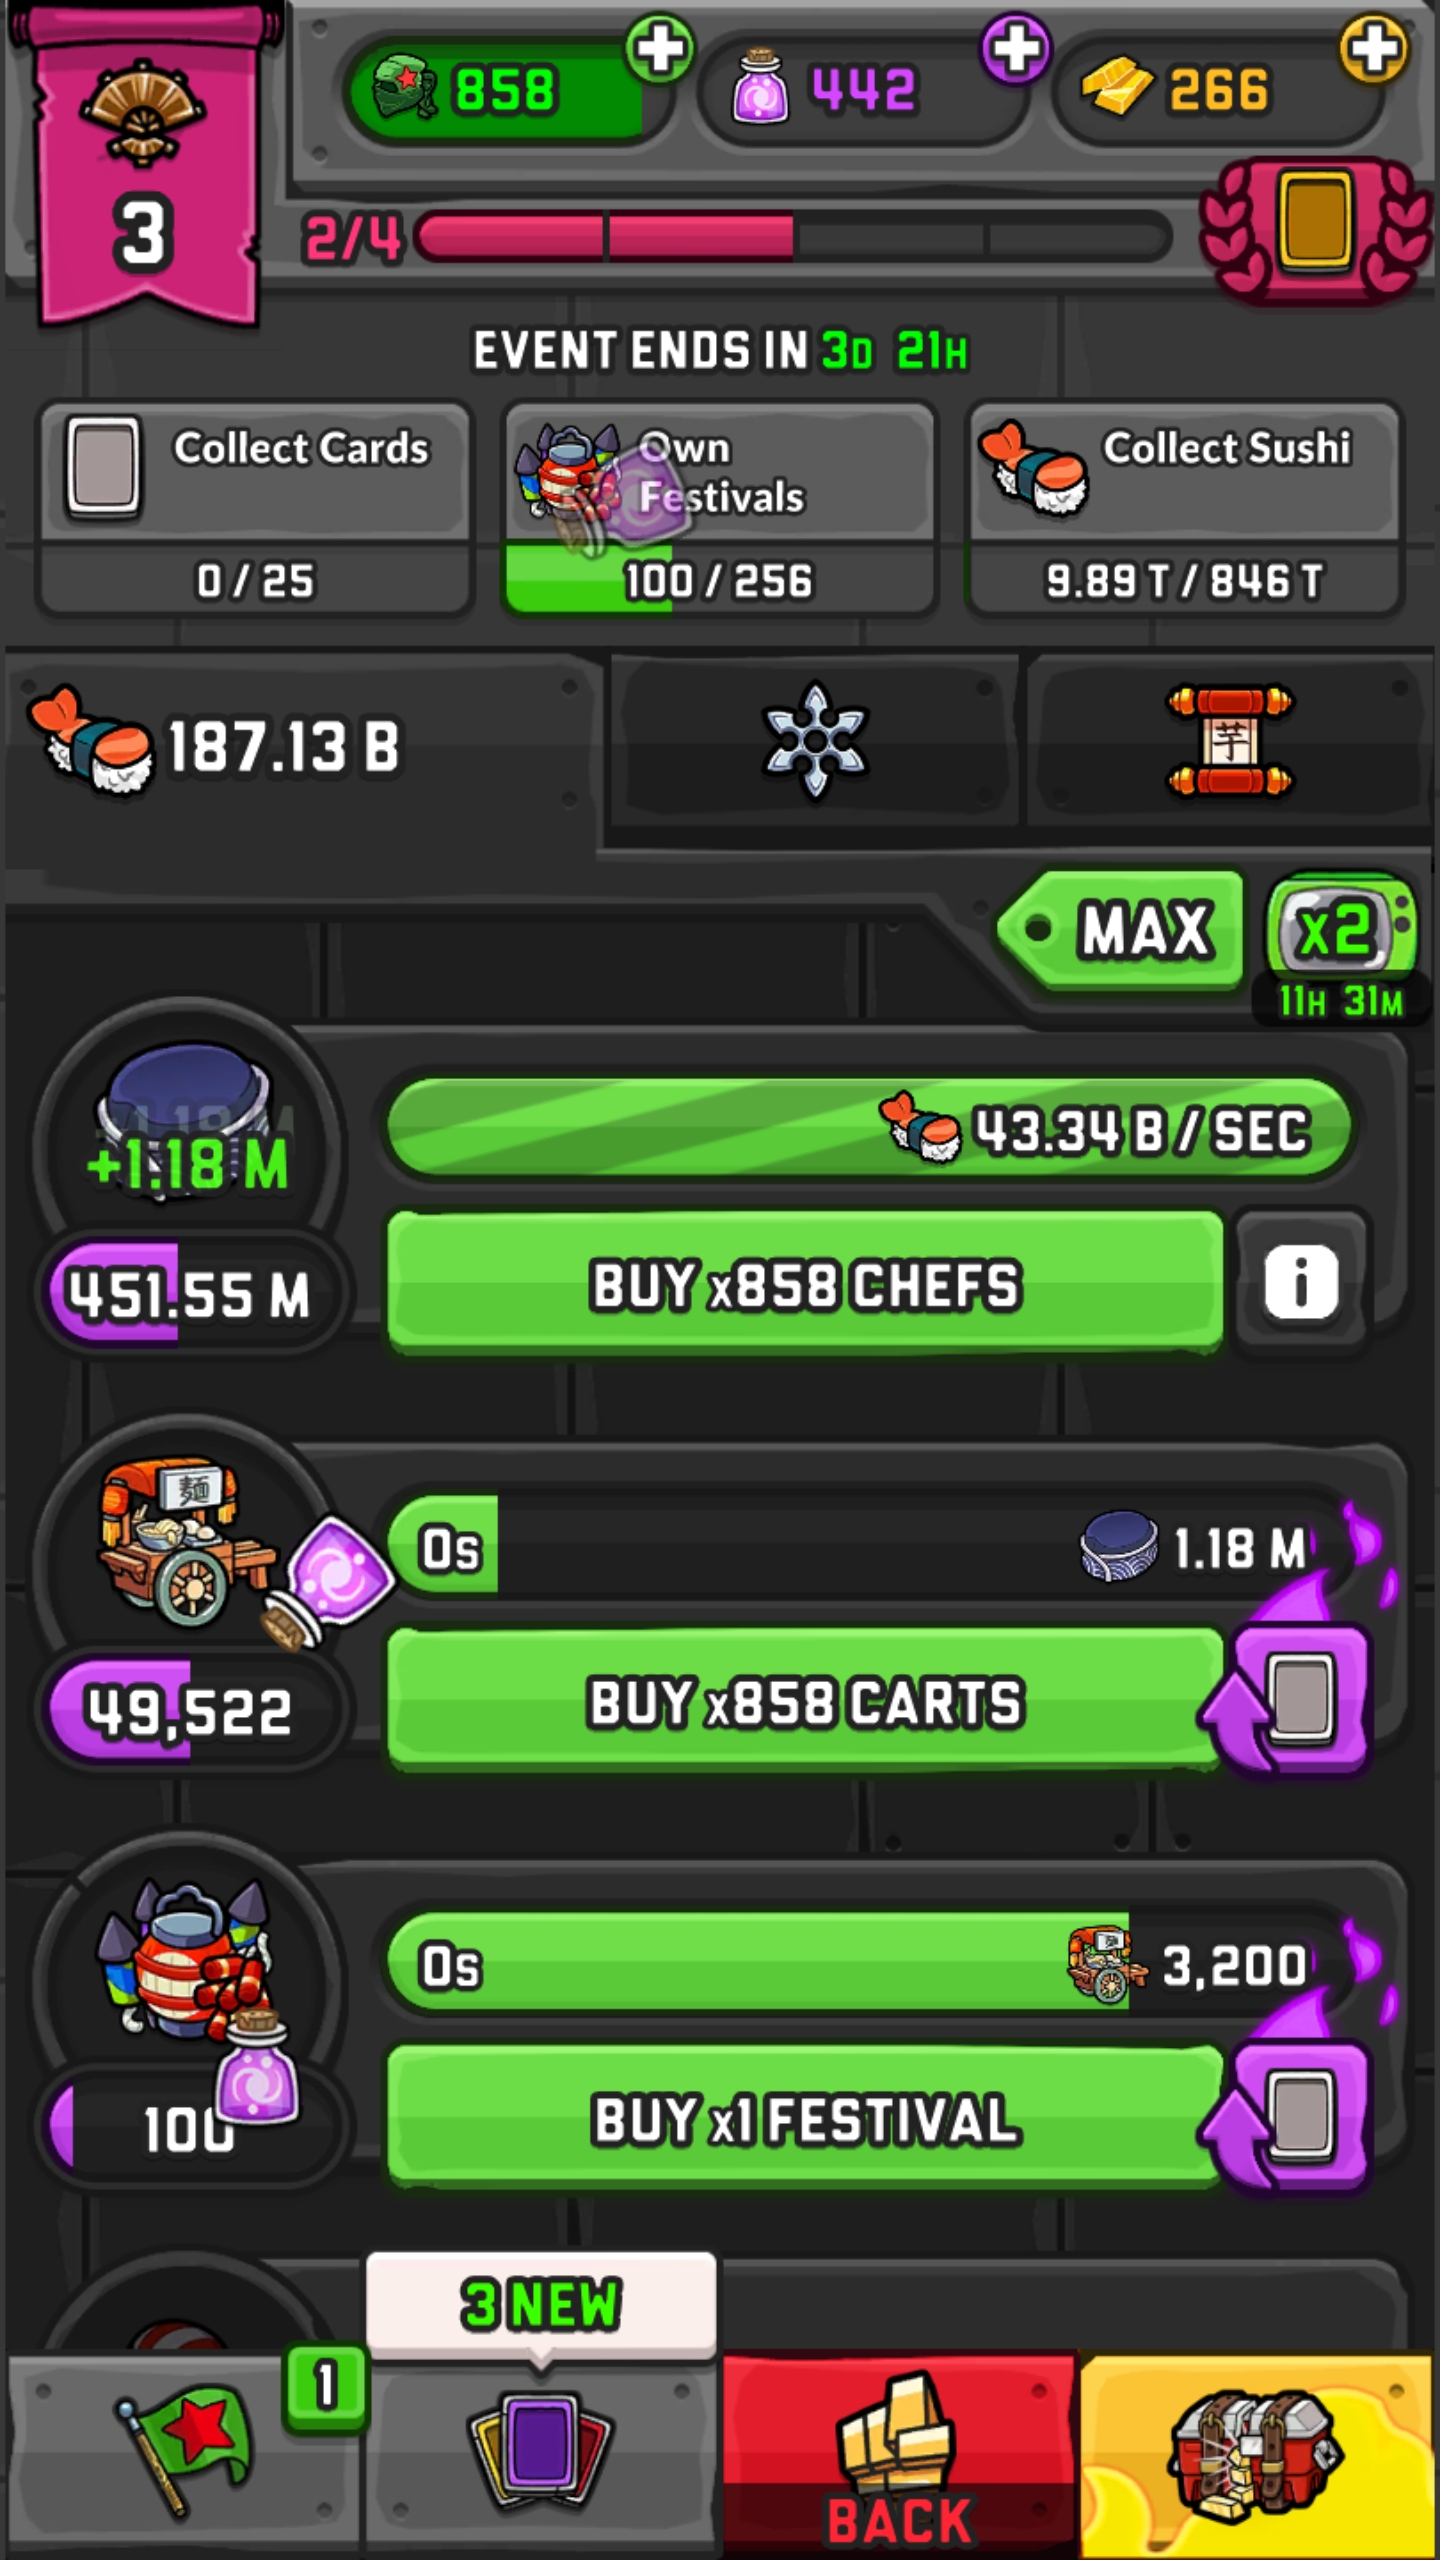 858
442
266
3
2/4
EVENT ENDS IN 3D 21H
Collect Cards
0 / 25
Own
Festivals
100 / 256
Collect Sushi
9.89 T / 846 T
187.13 B
芋
MAX
x2
11H 31M
+1.18 M
43.34 B / SEC
451.55 M
BUY x858 CHEFS
i
麺
0s
1.18 M
49,522
BUY x858 CARTS
0s
3,200
100
BUY x1 FESTIVAL
3 NEW
1
BACK